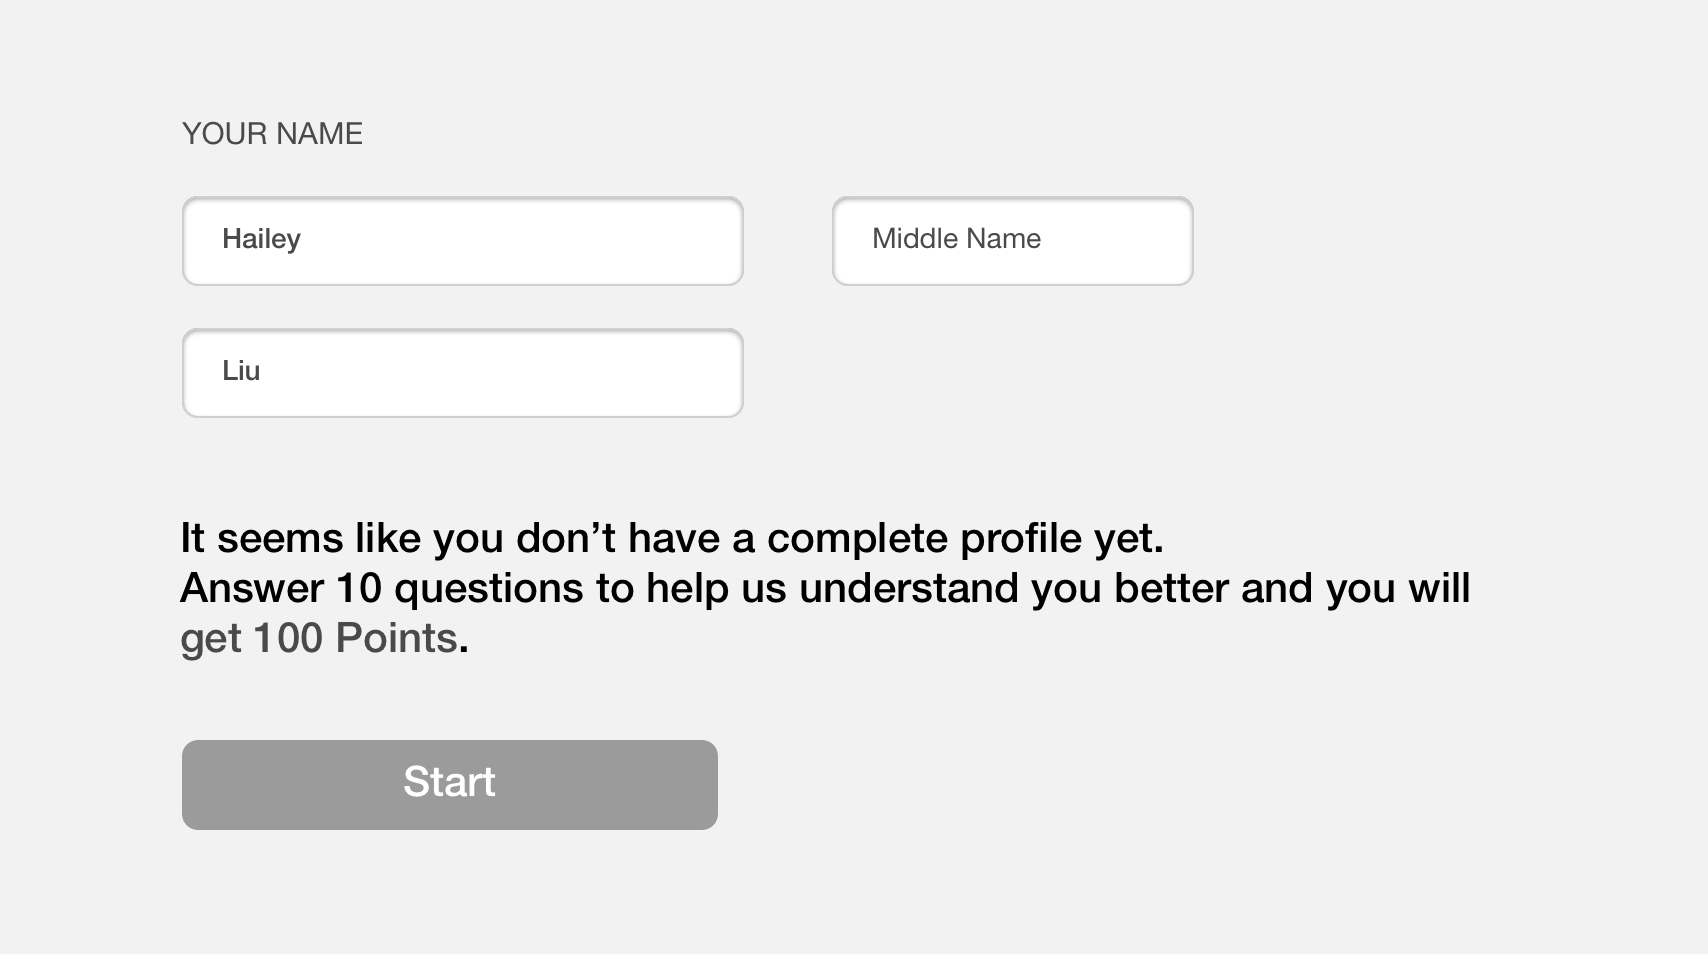 YOUR NAME
Hailey
Middle Name
Liu
It seems like you don’t have a complete profile yet.
Answer 10 questions to help us understand you better and you will
get 100 Points.
Start